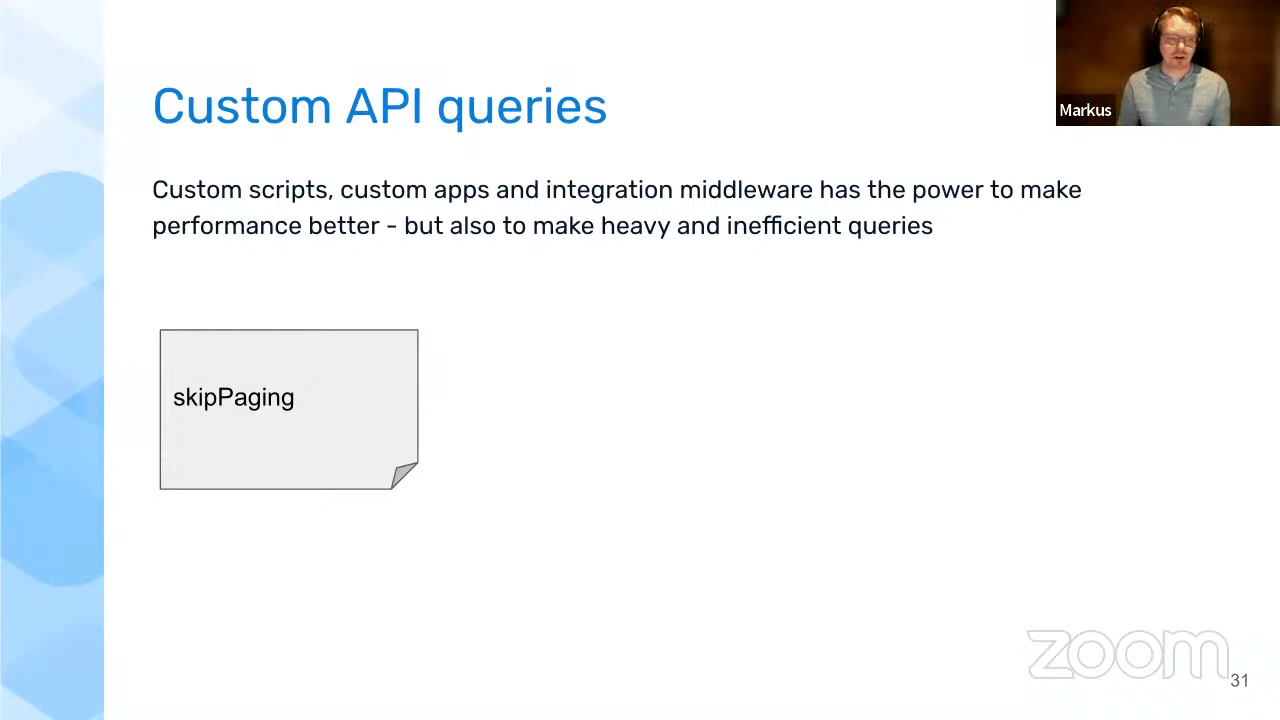 Markus
Custom API queries
Custom scripts, custom apps and integration middleware has the power to make
performance better - but also to make heavy and inefficient queries
skipPaging
zoom
31